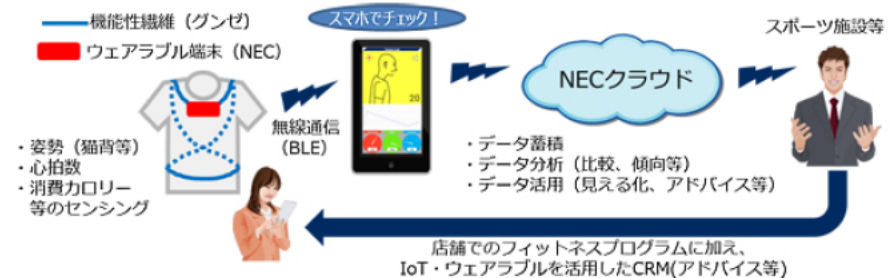 機能性繊維（グンゼ）
ウェアラブル端末（NEC）
スマホでチェック！
スポーツ施設等
NECクラウド
20
無線通信
（BLE）
・姿勢（猫背等）
・心拍数
・消費カロリー
等のセンシング
・データ蓄積
・データ分析（比較、傾向等）
・データ活用（見える化、アドバイス等）
店舗でのフィットネスプログラムに加え、
IoT・ウェアラブルを活用したCRM(アドバイス等)